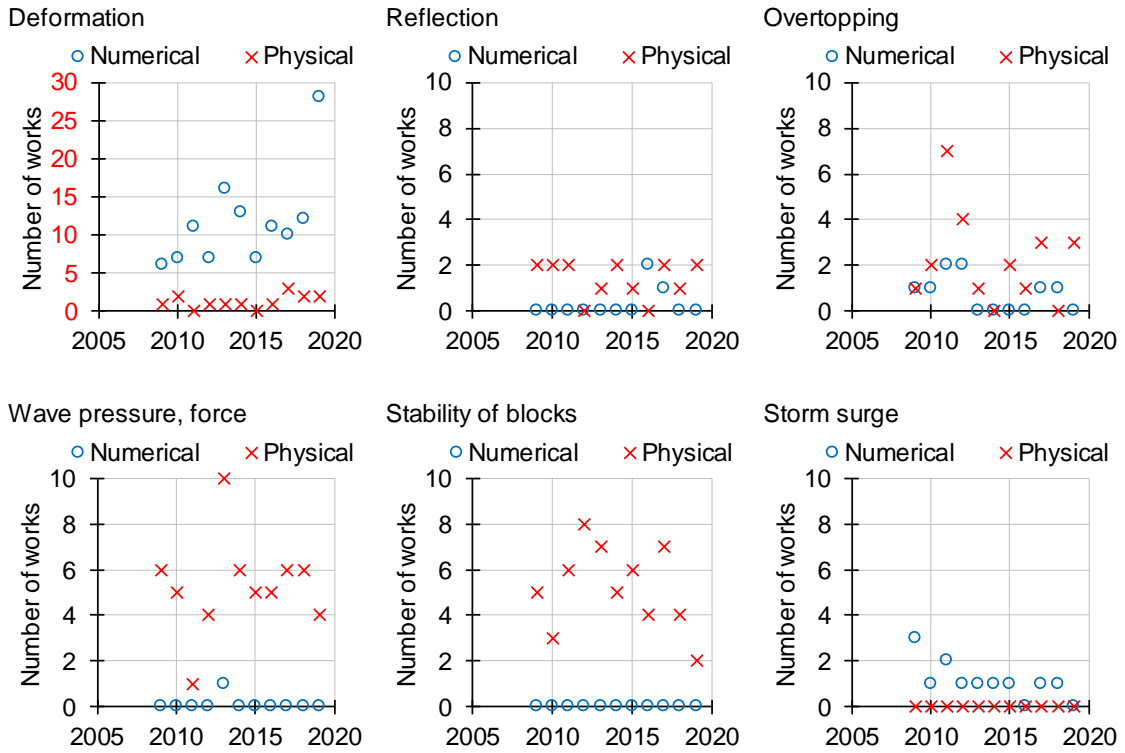 Deformation
Numerical Physical
Number of works
30
25
20
15
10
5
0
2005 2010 2015 2020
Reflection
Numerical Physical
Number of works
10
8
6
4
2
0
2005 2010 2015 2020
Overtopping
Numerical Physical
Number of works
10
8
6
4
2
0
2005 2010 2015 2020
Wave pressure, force
Numerical Physical
Number of works
10
8
6
4
2
0
2005 2010 2015 2020
Stability of blocks
Numerical Physical
Number of works
10
8
6
4
2
0
2005 2010 2015 2020
Storm surge
Numerical Physical
Number of works
10
8
6
4
2
0
2005 2010 2015 2020